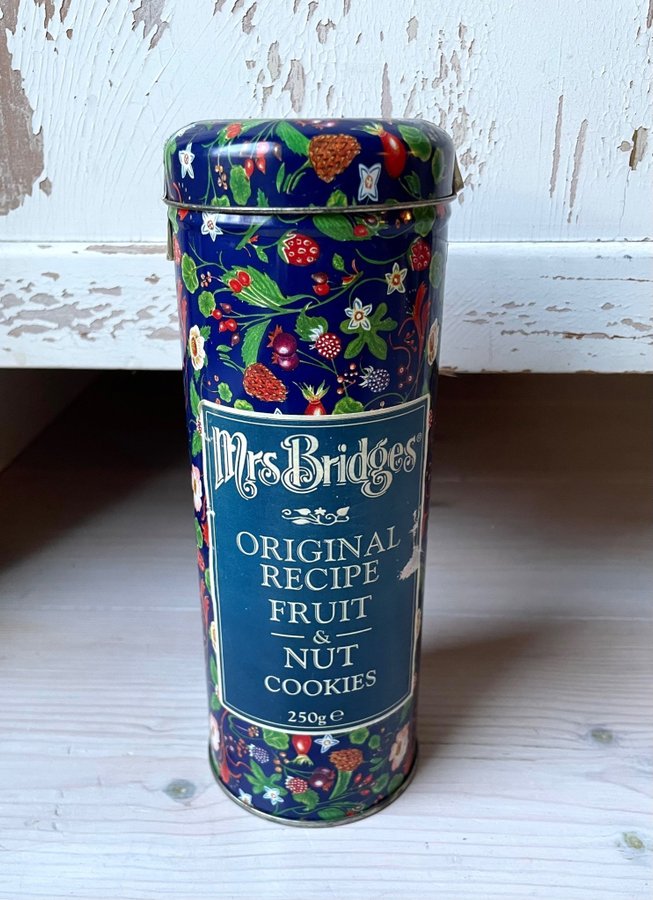 Mrs Bridges®
ORIGINAL
RECIPE
FRUIT
&
NUT
COOKIES
250g ℮